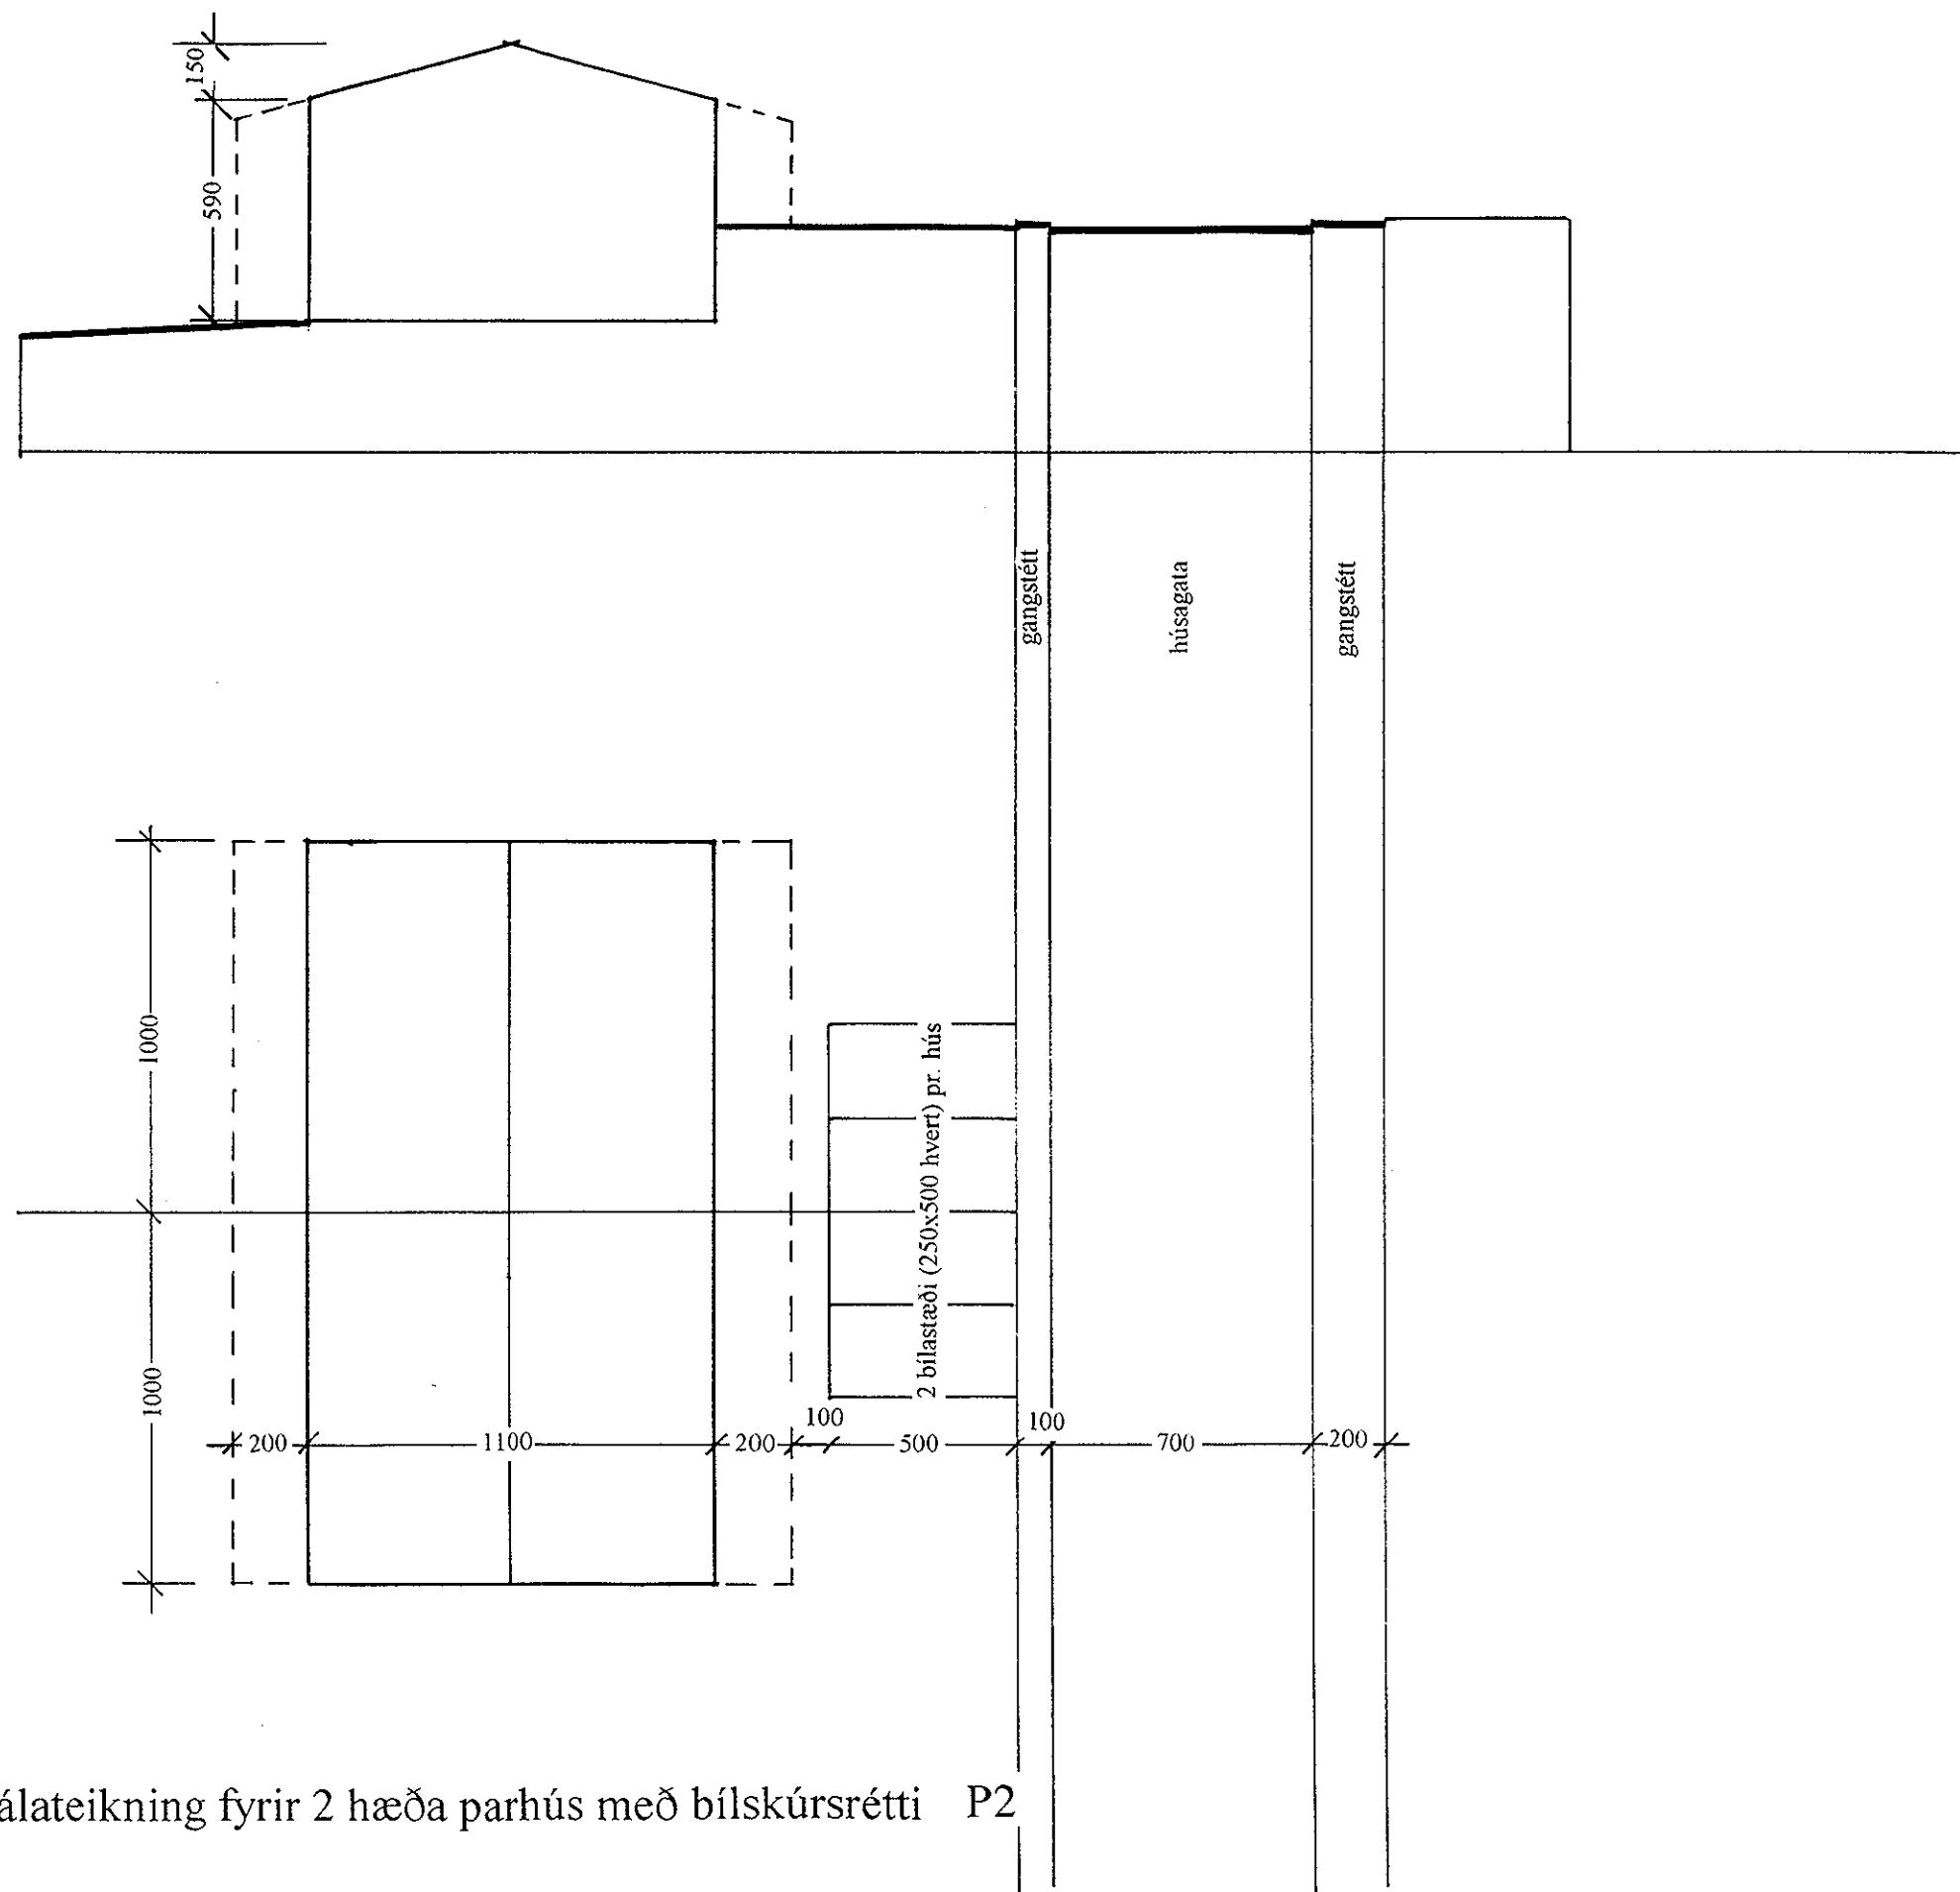 150
590
gangstétt
húsagata
gangstétt
1000
1000
2 bílastæði (250x500 hvert) pr. hús
100
100
200
1100
200
500
700
200
álateikning fyrir 2 hæða parhús með bílskúrsrétti P2